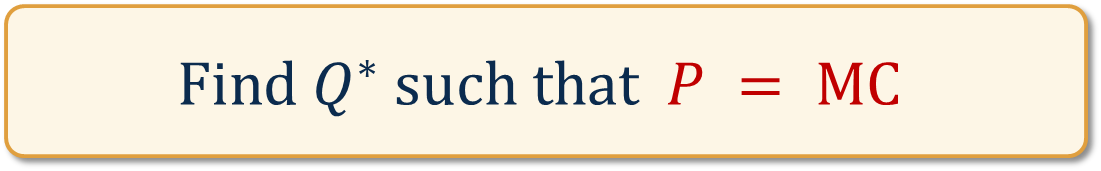 Find Q* such that P = MC